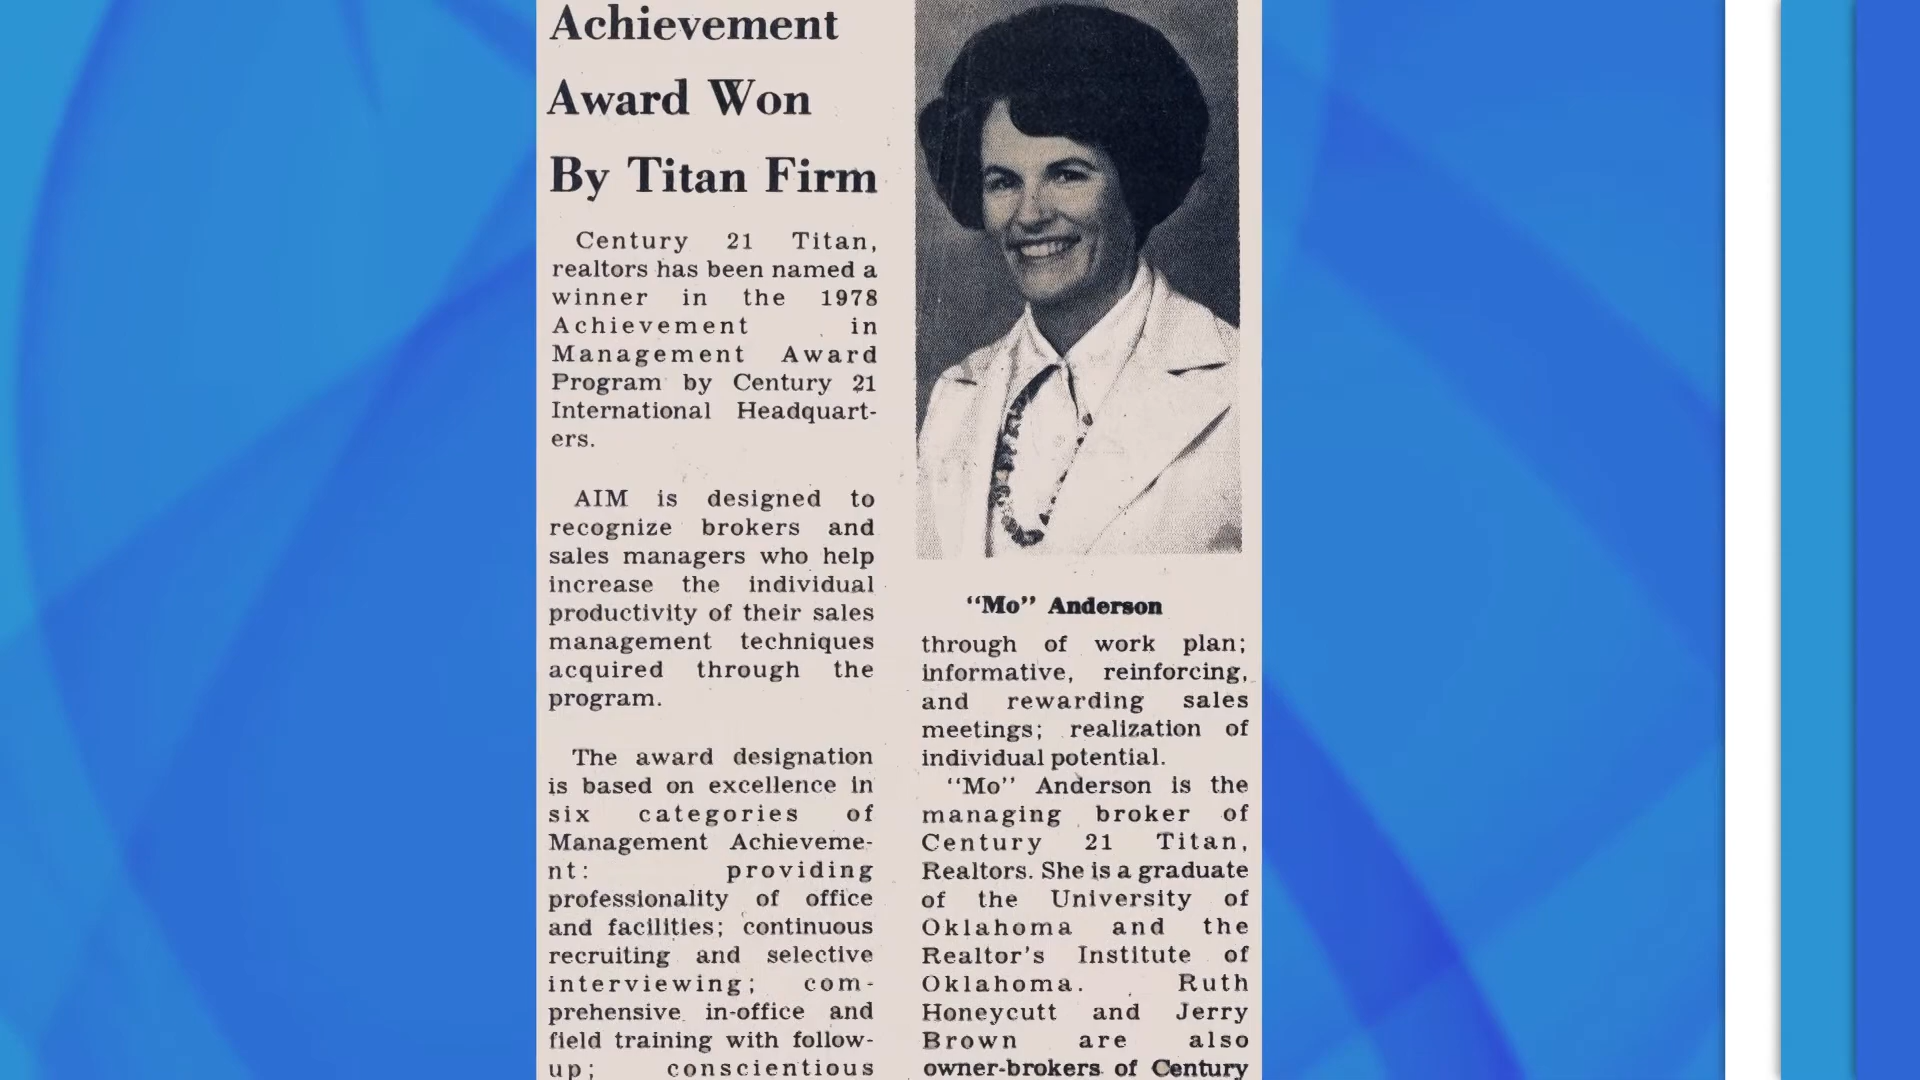 Achievement
Award Won
By Titan Firm
Century 21 Titan,
realtors has been named a
winner in the 1978
Achievement in
Management Award
Program by Century 21
International Headquart-
ers.
AIM is designed to
recognize brokers and
sales managers who help
increase the individual
productivity of their sales
management techniques
acquired through the
program.
The award designation
is based on excellence in
six categories of
Management Achieveme-
nt: providing
professionality of office
and facilities; continuous
recruiting and selective
interviewing; com-
prehensive in-office and
field training with follow-
up; conscientious
"Mo" Anderson
through of work plan;
informative, reinforcing,
and rewarding sales
meetings; realization of
individual potential.
"Mo" Anderson is the
managing broker of
Century 21 Titan,
Realtors. She is a graduate
of the University of
Oklahoma and the
Realtor's Institute of
Oklahoma. Ruth
Honeycutt and Jerry
Brown are also
owner-brokers of Century